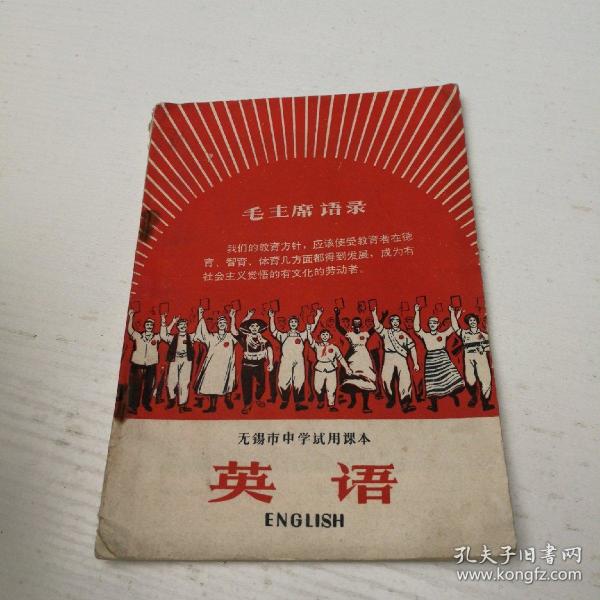 毛主席语录
我们的教育方针，应该使受教育者在德
育、智育、体育几方面都得到发展，成为有
社会主义觉悟的有文化的劳动者。
无锡市中学试用课本
英语
ENGLISH
孔夫子旧书网
www.kongfz.com